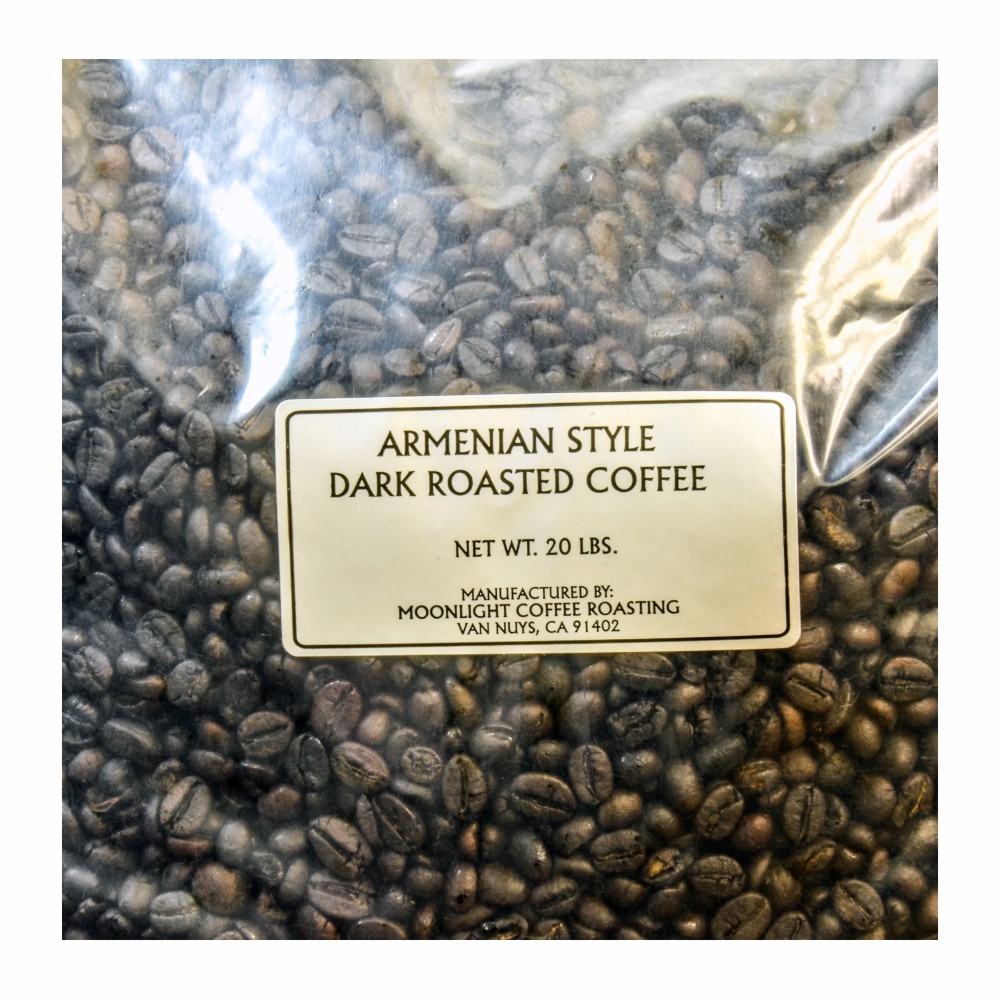 ARMENIAN STYLE
DARK ROASTED COFFEE
NET WT. 20 LBS.
MANUFACTURED BY:
MOONLIGHT COFFEE ROASTING
VAN NUYS, CA 91402